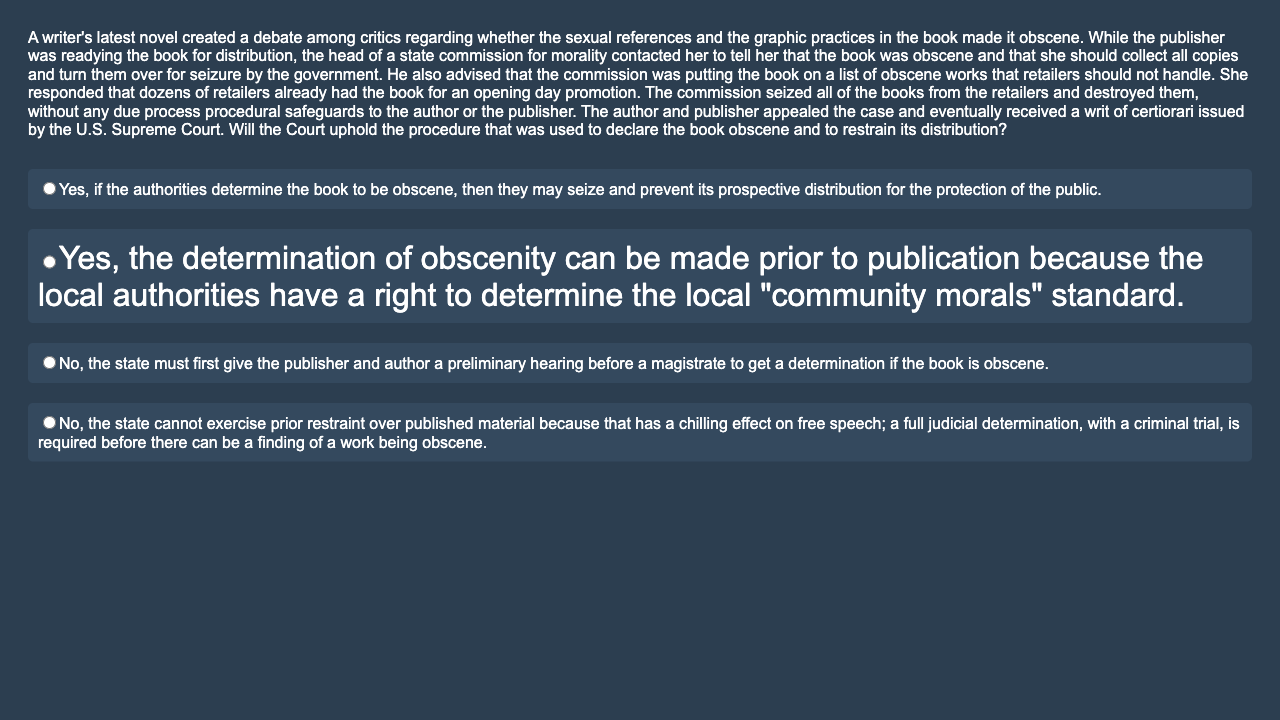 A writer's latest novel created a debate among critics regarding whether the sexual references and the graphic practices in the book made it obscene. While the publisher
was readying the book for distribution, the head of a state commission for morality contacted her to tell her that the book was obscene and that she should collect all copies
and turn them over for seizure by the government. He also advised that the commission was putting the book on a list of obscene works that retailers should not handle. She
responded that dozens of retailers already had the book for an opening day promotion. The commission seized all of the books from the retailers and destroyed them,
without any due process procedural safeguards to the author or the publisher. The author and publisher appealed the case and eventually received a writ of certiorari issued
by the U.S. Supreme Court. Will the Court uphold the procedure that was used to declare the book obscene and to restrain its distribution?
Yes, if the authorities determine the book to be obscene, then they may seize and prevent its prospective distribution for the protection of the public.
Yes, the determination of obscenity can be made prior to publication because the
local authorities have a right to determine the local "community morals" standard.
No, the state must first give the publisher and author a preliminary hearing before a magistrate to get a determination if the book is obscene.
No, the state cannot exercise prior restraint over published material because that has a chilling effect on free speech; a full judicial determination, with a criminal trial, is
required before there can be a finding of a work being obscene.